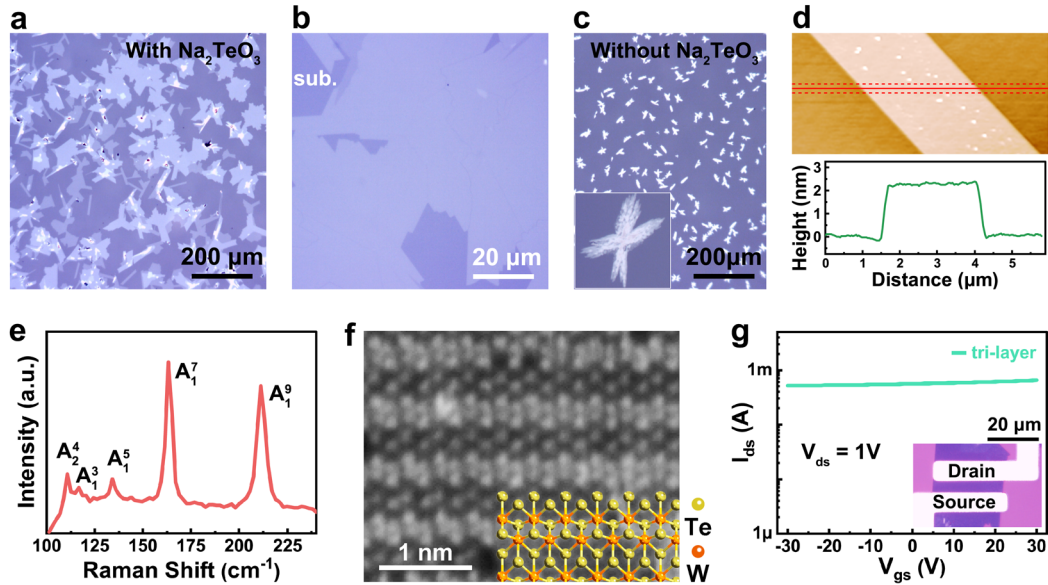 a
With Na₂TeO₃
200 μm
b
sub.
20 μm
c
Without Na₂TeO₃
200μm
d
Height (nm)
3
2
1
0
0 1 2 3 4 5
Distance (μm)
e
Intensity (a.u.)
A₂⁴
A₁³
A₁⁵
A₁⁷
A₁⁹
100 125 150 175 200 225
Raman Shift (cm⁻¹)
f
1 nm
Te
W
g
tri-layer
1m
I_ds (A)
1μ
V_ds = 1V
20 μm
Drain
Source
-30 -20 -10 0 10 20 30
V_gs (V)